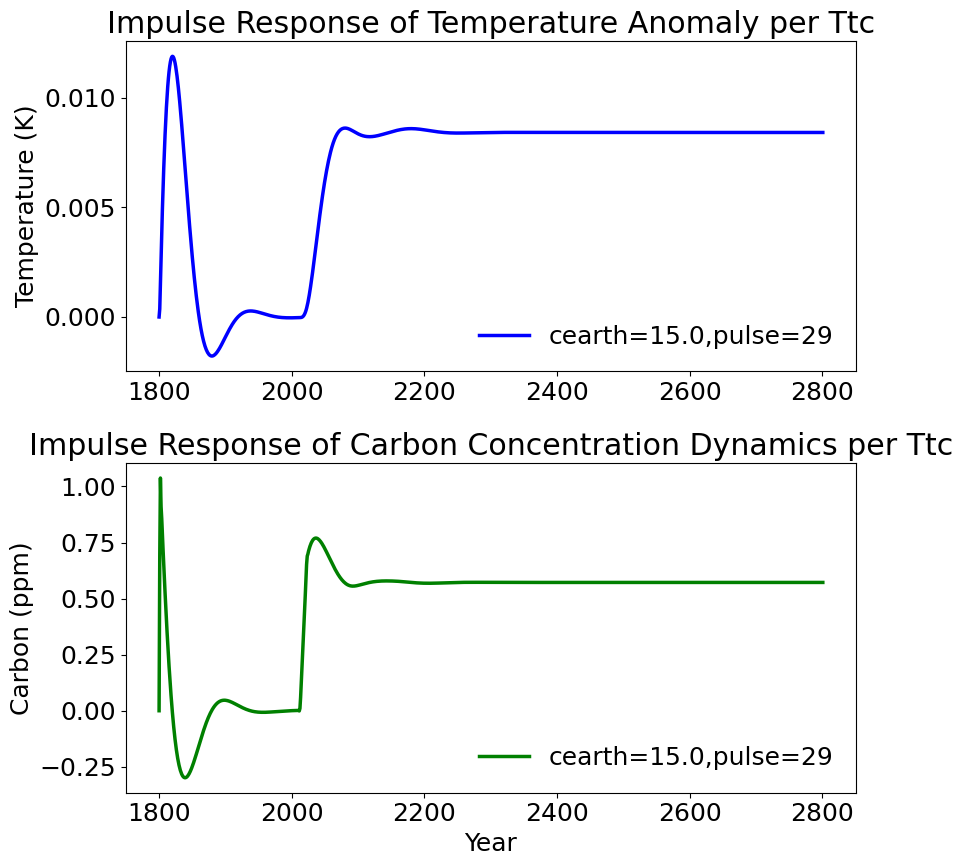 Impulse Response of Temperature Anomaly per Ttc
Temperature (K)
0.010
0.005
0.000
cearth=15.0,pulse=29
1800 2000 2200 2400 2600 2800
Impulse Response of Carbon Concentration Dynamics per Ttc
Carbon (ppm)
1.00
0.75
0.50
0.25
0.00
−0.25
cearth=15.0,pulse=29
1800 2000 2200 2400 2600 2800
Year